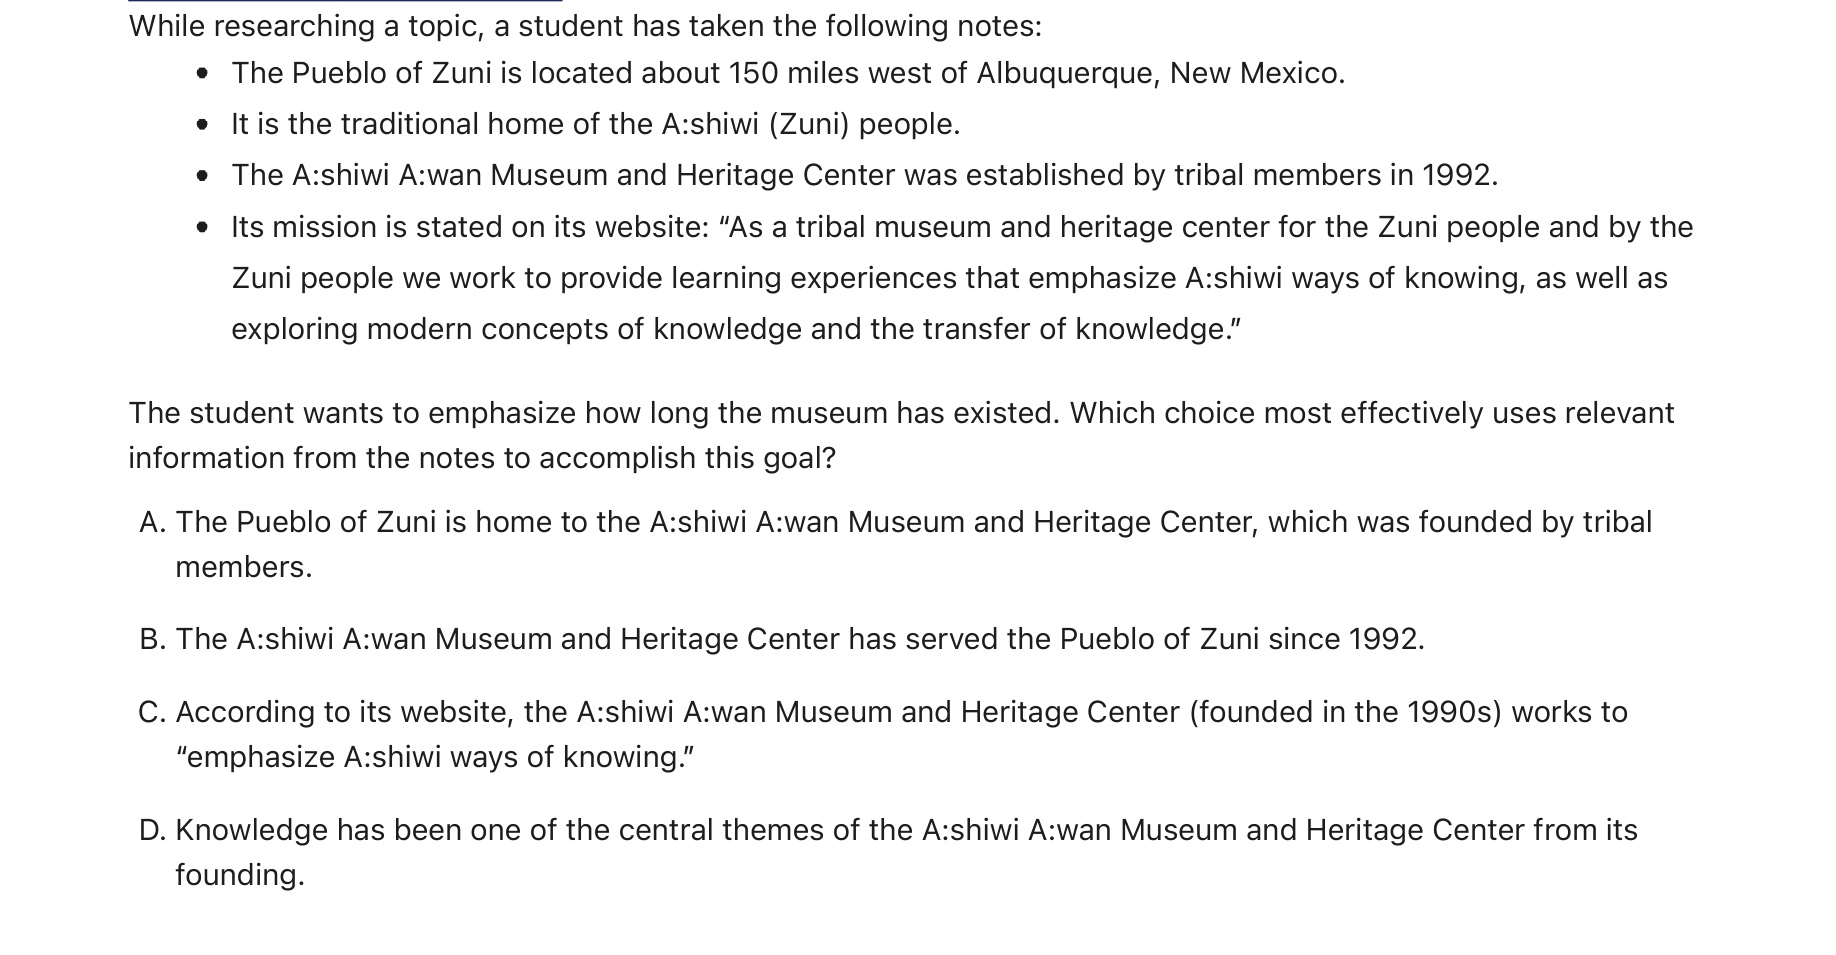 While researching a topic, a student has taken the following notes:
• The Pueblo of Zuni is located about 150 miles west of Albuquerque, New Mexico.
• It is the traditional home of the A:shiwi (Zuni) people.
• The A:shiwi A:wan Museum and Heritage Center was established by tribal members in 1992.
• Its mission is stated on its website: “As a tribal museum and heritage center for the Zuni people and by the
Zuni people we work to provide learning experiences that emphasize A:shiwi ways of knowing, as well as
exploring modern concepts of knowledge and the transfer of knowledge.”
The student wants to emphasize how long the museum has existed. Which choice most effectively uses relevant
information from the notes to accomplish this goal?
A. The Pueblo of Zuni is home to the A:shiwi A:wan Museum and Heritage Center, which was founded by tribal
members.
B. The A:shiwi A:wan Museum and Heritage Center has served the Pueblo of Zuni since 1992.
C. According to its website, the A:shiwi A:wan Museum and Heritage Center (founded in the 1990s) works to
“emphasize A:shiwi ways of knowing.”
D. Knowledge has been one of the central themes of the A:shiwi A:wan Museum and Heritage Center from its
founding.